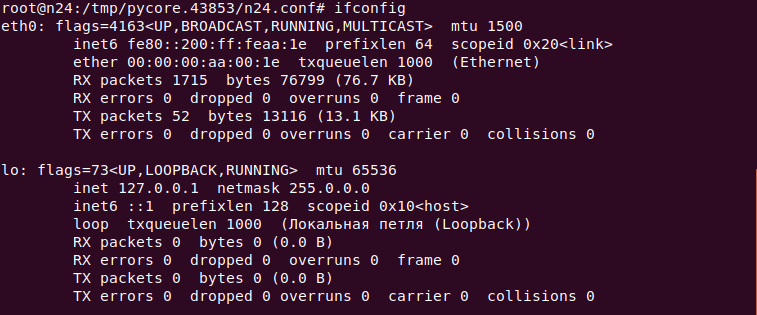 root@n24:/tmp/pycore.43853/n24.conf# ifconfig
eth0: flags=4163<UP,BROADCAST,RUNNING,MULTICAST>  mtu 1500
        inet6 fe80::200:ff:feaa:1e  prefixlen 64  scopeid 0x20<link>
        ether 00:00:00:aa:00:1e  txqueuelen 1000  (Ethernet)
        RX packets 1715  bytes 76799 (76.7 KB)
        RX errors 0  dropped 0  overruns 0  frame 0
        TX packets 52  bytes 13116 (13.1 KB)
        TX errors 0  dropped 0 overruns 0  carrier 0  collisions 0

lo: flags=73<UP,LOOPBACK,RUNNING>  mtu 65536
        inet 127.0.0.1  netmask 255.0.0.0
        inet6 ::1  prefixlen 128  scopeid 0x10<host>
        loop  txqueuelen 1000  (Локальная петля (Loopback))
        RX packets 0  bytes 0 (0.0 B)
        RX errors 0  dropped 0  overruns 0  frame 0
        TX packets 0  bytes 0 (0.0 B)
        TX errors 0  dropped 0 overruns 0  carrier 0  collisions 0